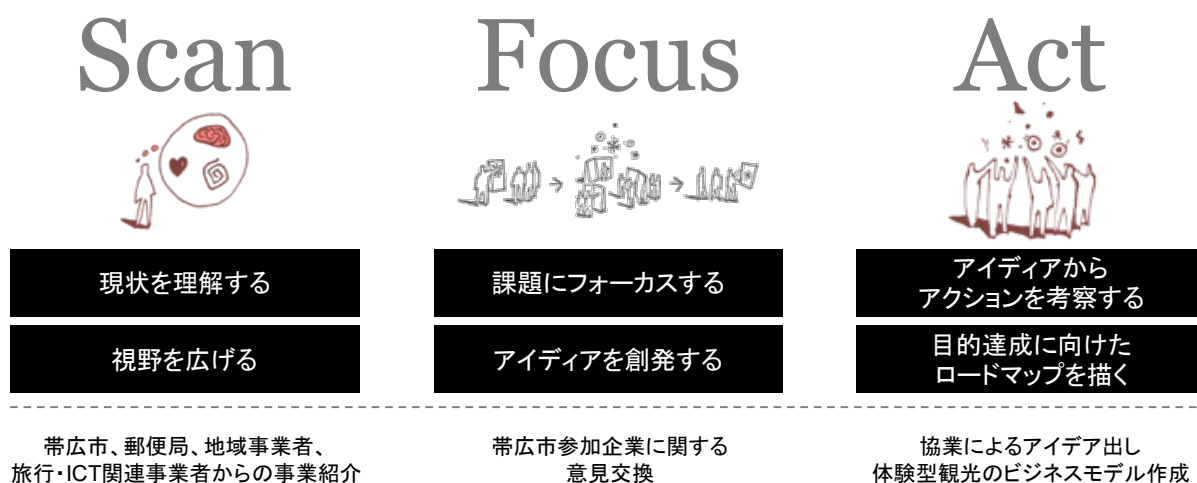 Scan
現状を理解する
視野を広げる
帯広市、郵便局、地域事業者、
旅行・ICT関連事業者からの事業紹介
Focus
課題にフォーカスする
アイディアを創発する
帯広市参加企業に関する
意見交換
Act
アイディアから
アクションを考察する
目的達成に向けた
ロードマップを描く
協業によるアイデア出し
体験型観光のビジネスモデル作成